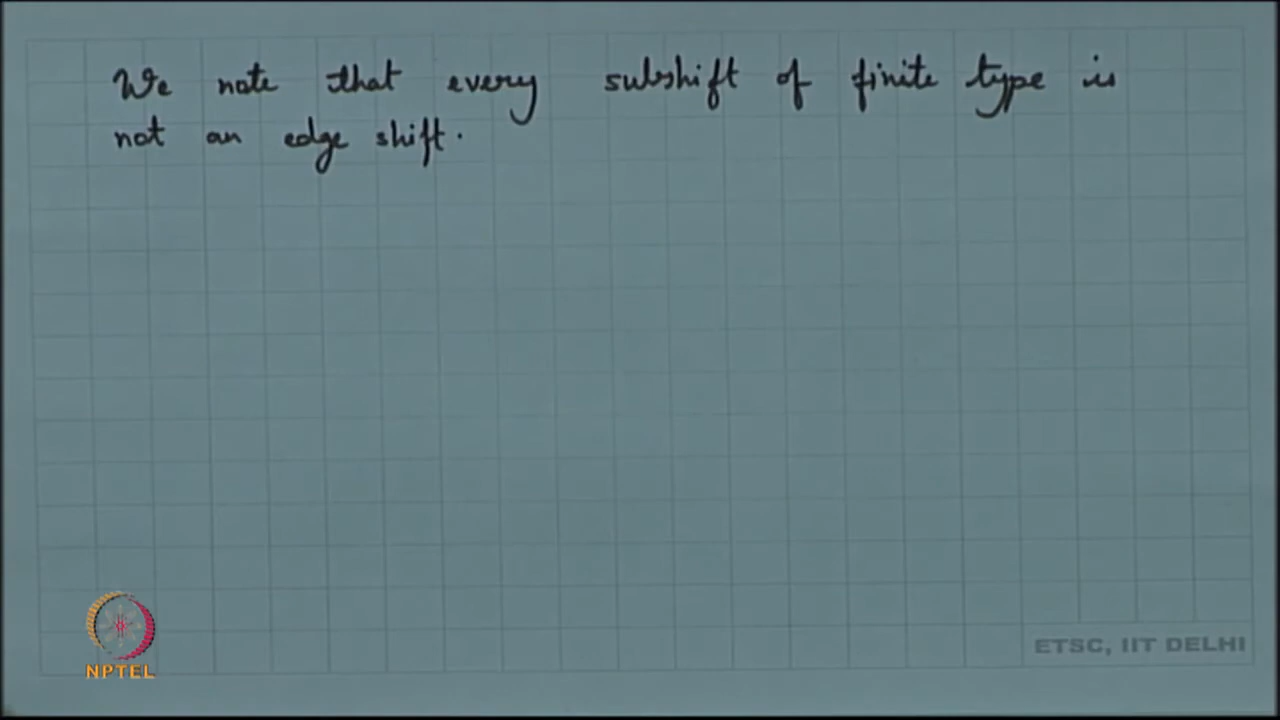 We note that every subshift of finite type is
not an edge shift.
NPTEL
ETSC, IIT DELHI